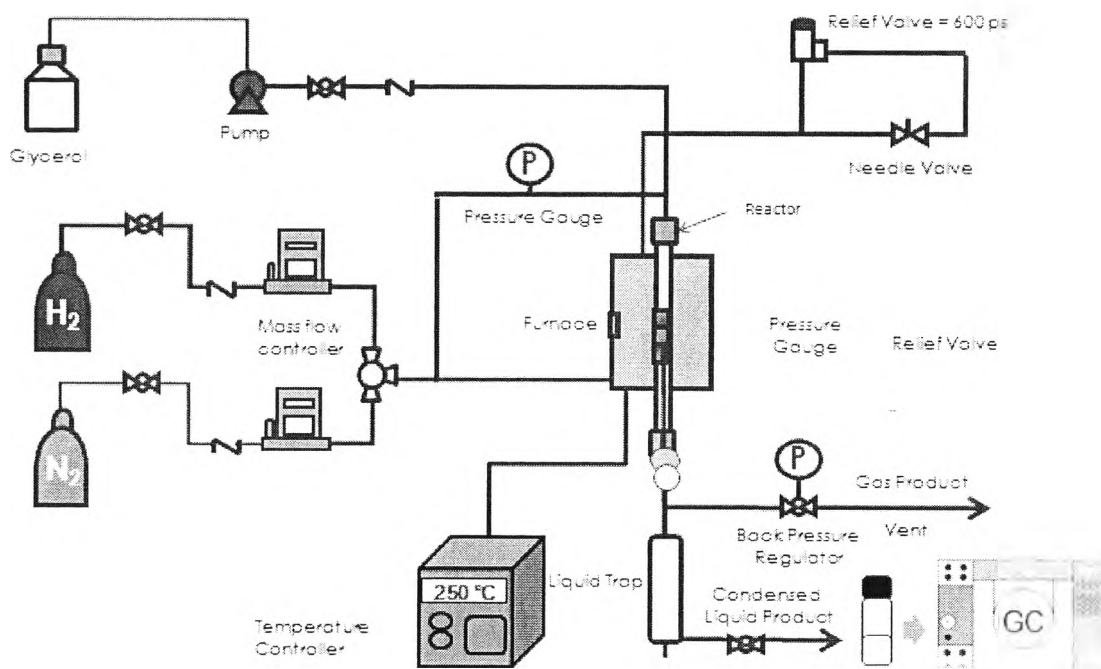 Relief Valve = 600 ps
Glycerol
Pump
Needle Valve
P
Pressure Gauge
Reactor
H2
Mass flow
controller
Furnace
Pressure
Gauge
Relief Valve
N2
P
Gas Product
Vent
Back Pressure
Regulator
250 °C
Liquid Trap
Condensed
Liquid Product
GC
Temperature
Controller